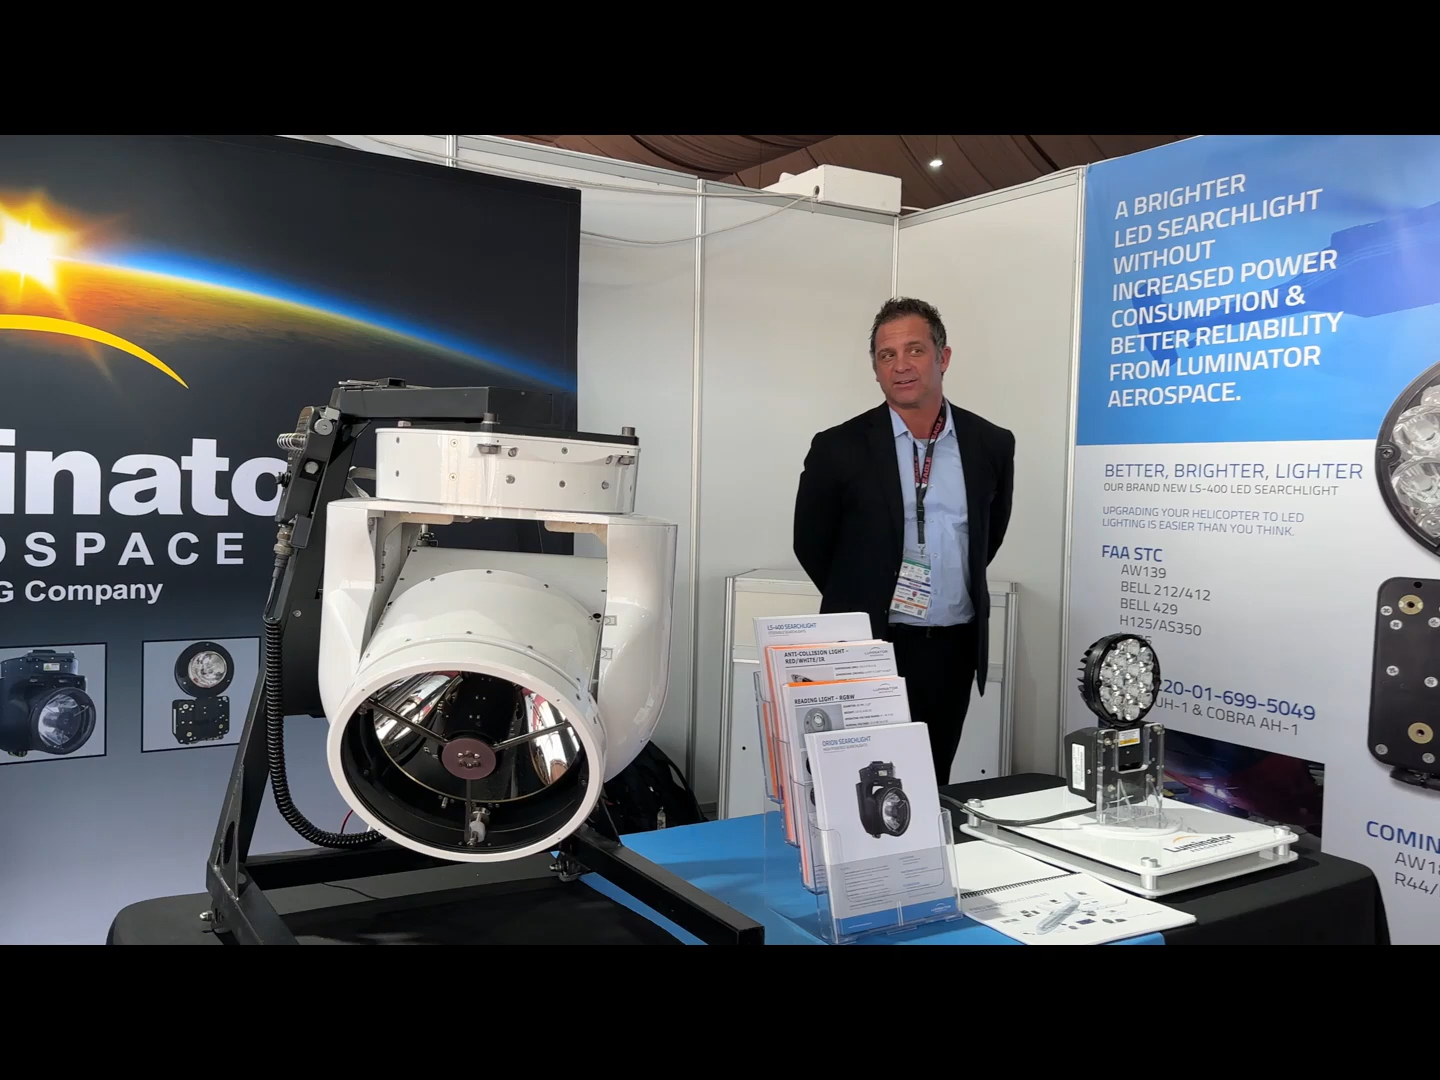 inato
OSPACE
G Company
A BRIGHTER
LED SEARCHLIGHT
WITHOUT
INCREASED POWER
CONSUMPTION &
BETTER RELIABILITY
FROM LUMINATOR
AEROSPACE.
BETTER, BRIGHTER, LIGHTER
OUR BRAND NEW LS-400 LED SEARCHLIGHT
UPGRADING YOUR HELICOPTER TO LED
LIGHTING IS EASIER THAN YOU THINK.
FAA STC
AW139
BELL 212/412
BELL 429
H125/AS350
20-01-699-5049
UH-1 & COBRA AH-1
COMIN
AW1
R44/
LS-400 SEARCHLIGHT
ANTI-COLLISION LIGHT -
RED/WHITE/IR
READING LIGHT - RGBW
ORION SEARCHLIGHT
Luminator
AEROSPACE